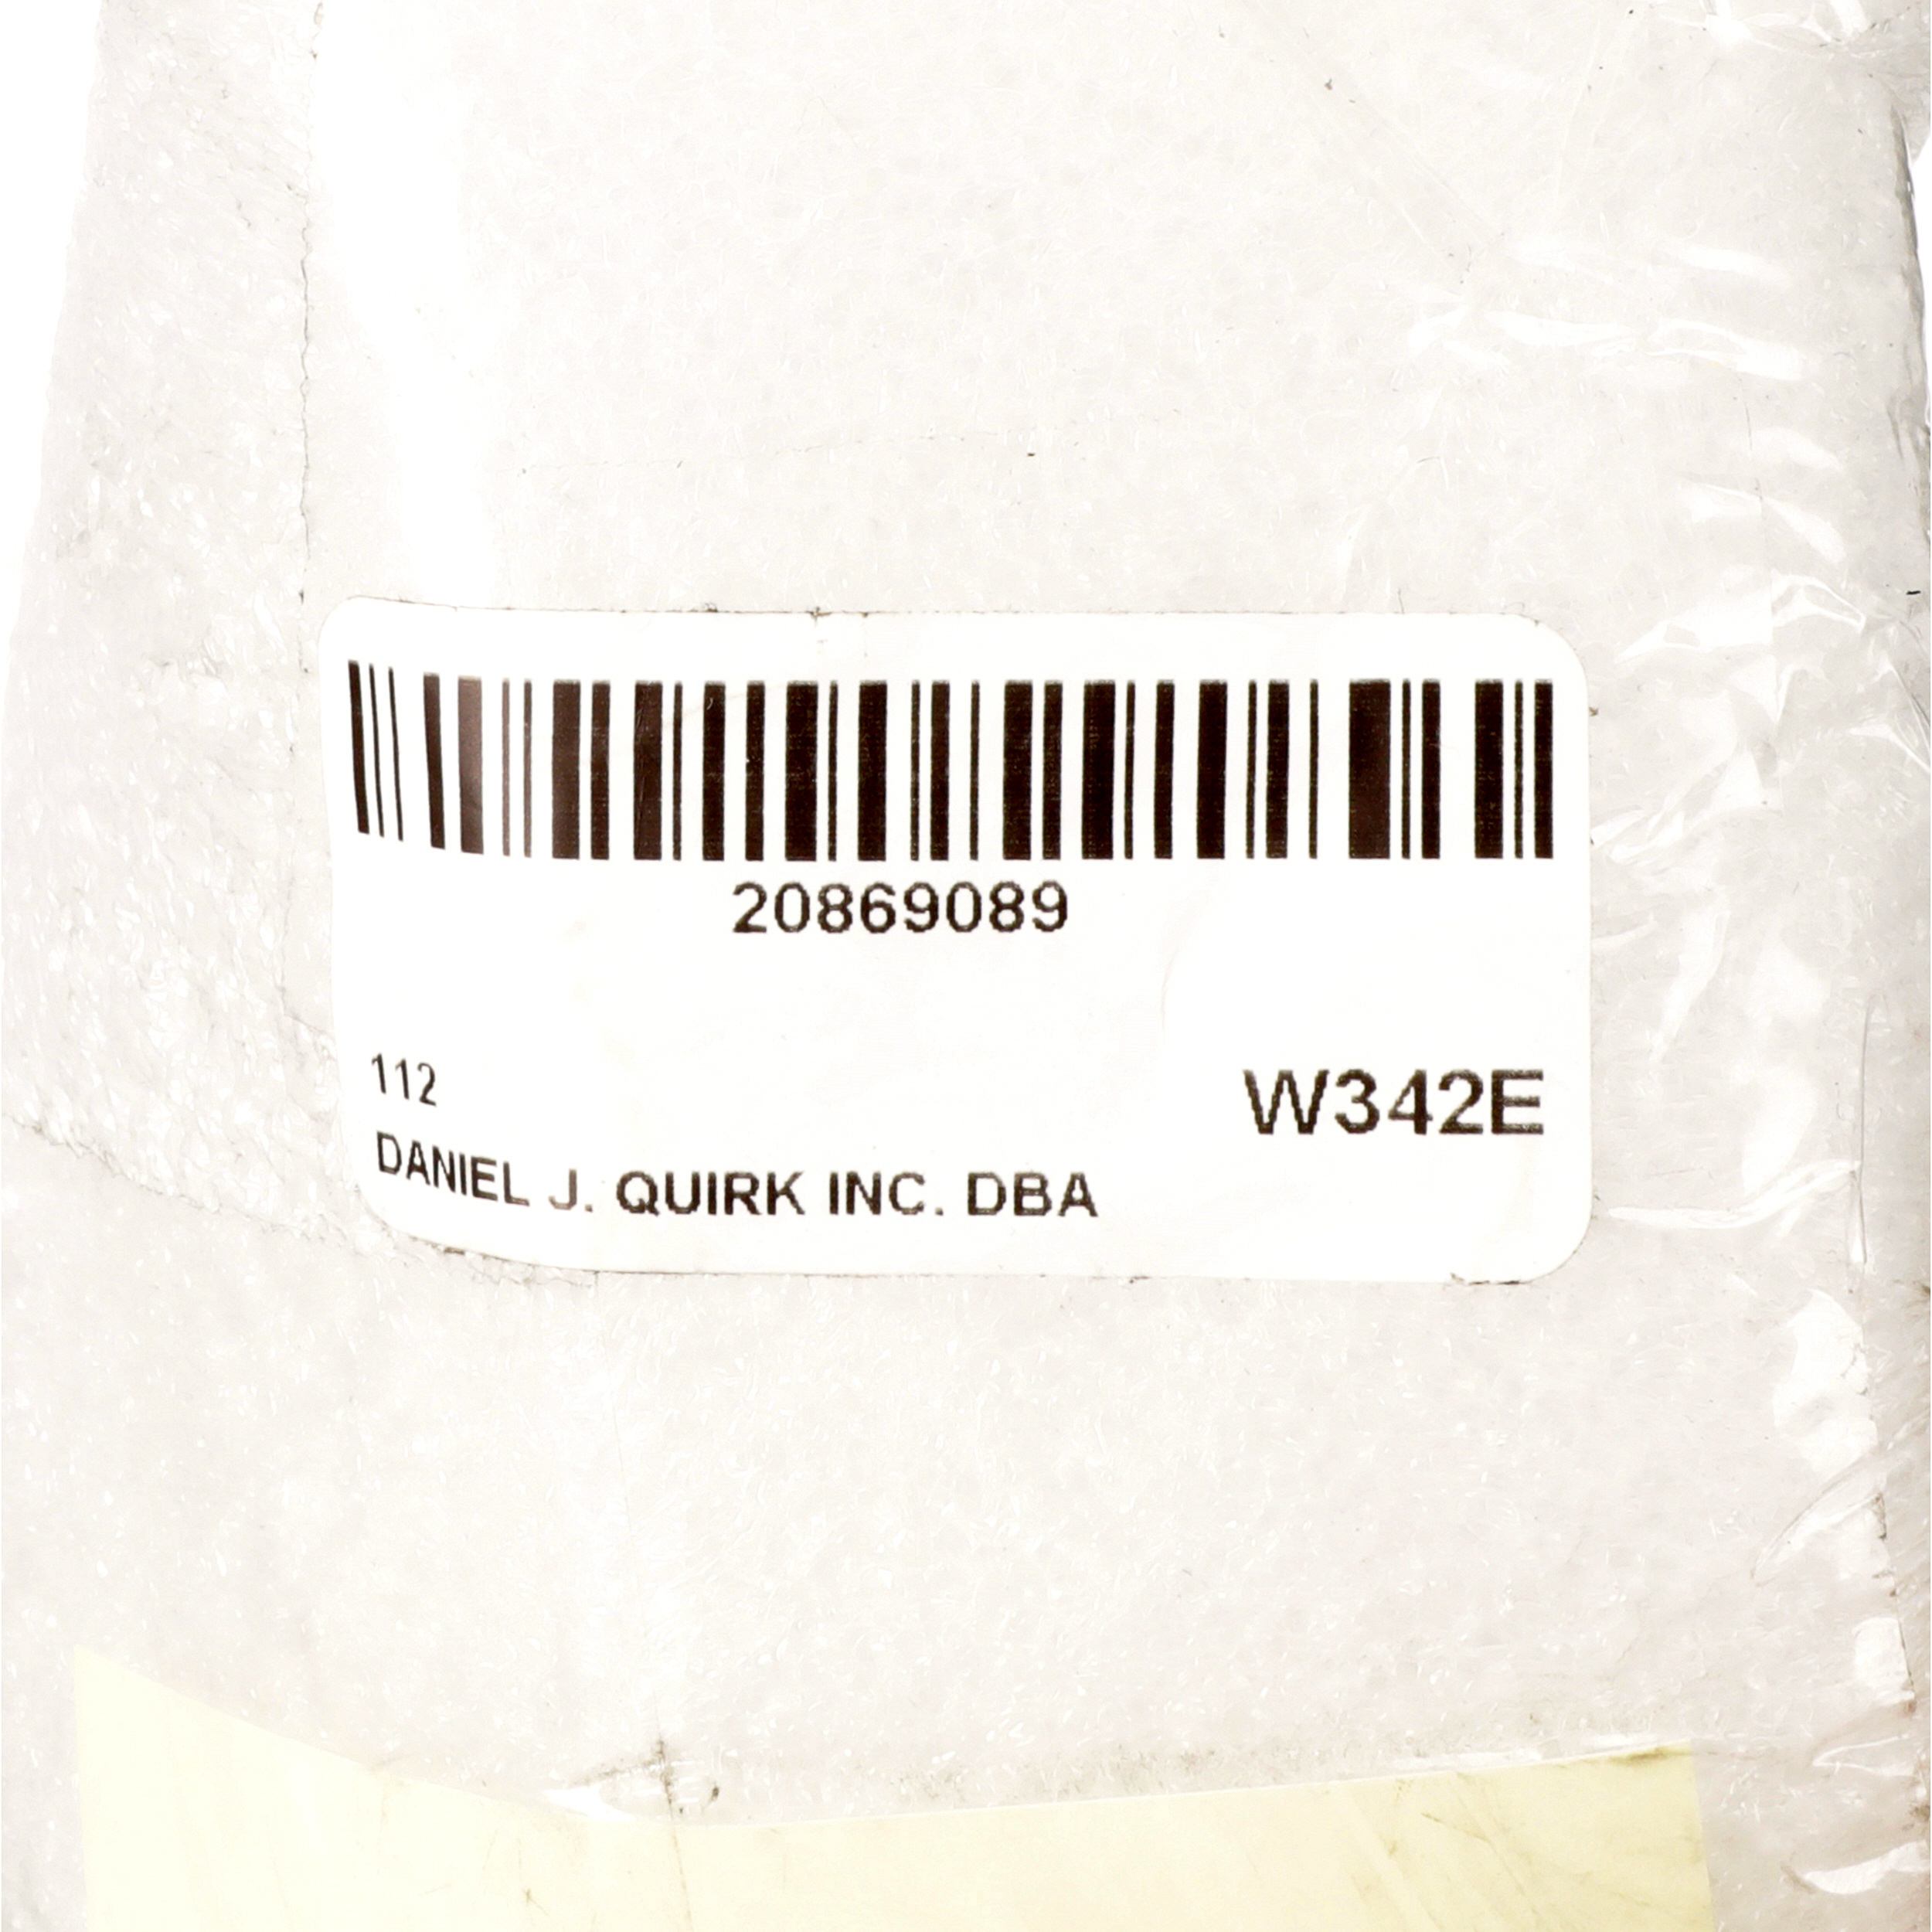 20869089
112
W342E
DANIEL J. QUIRK INC. DBA